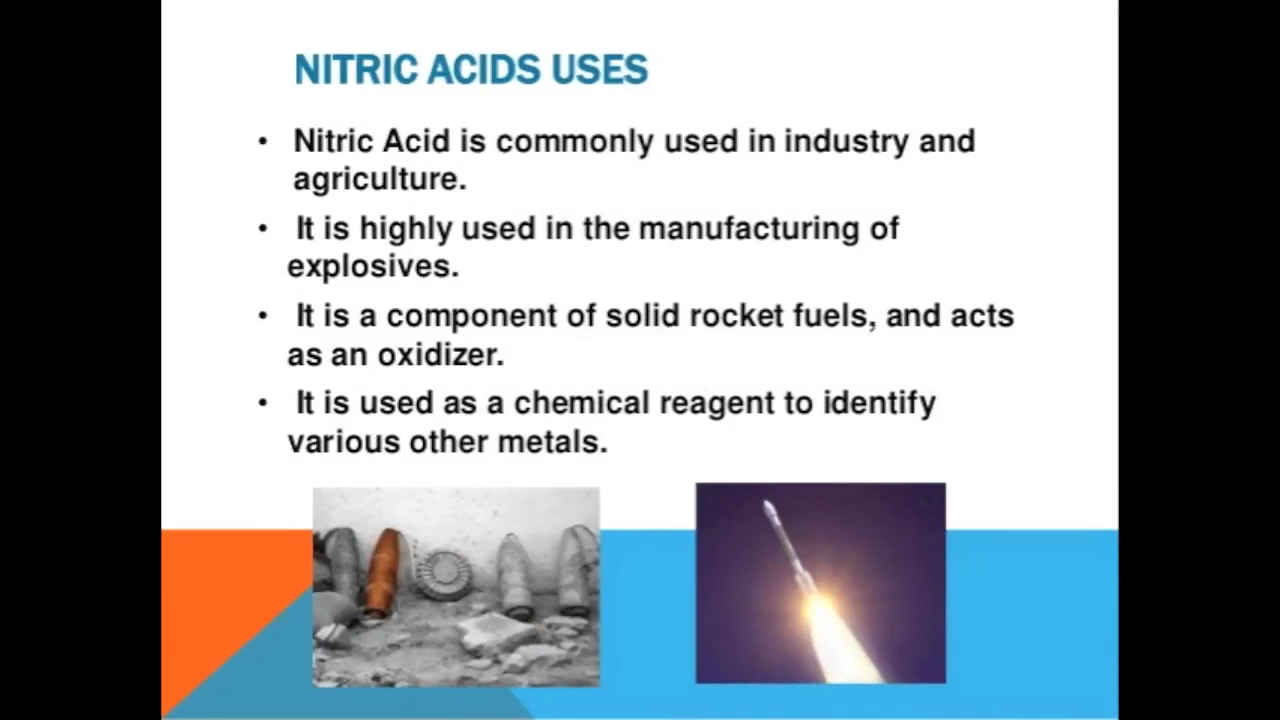 NITRIC ACIDS USES
• Nitric Acid is commonly used in industry and
agriculture.
• It is highly used in the manufacturing of
explosives.
• It is a component of solid rocket fuels, and acts
as an oxidizer.
• It is used as a chemical reagent to identify
various other metals.